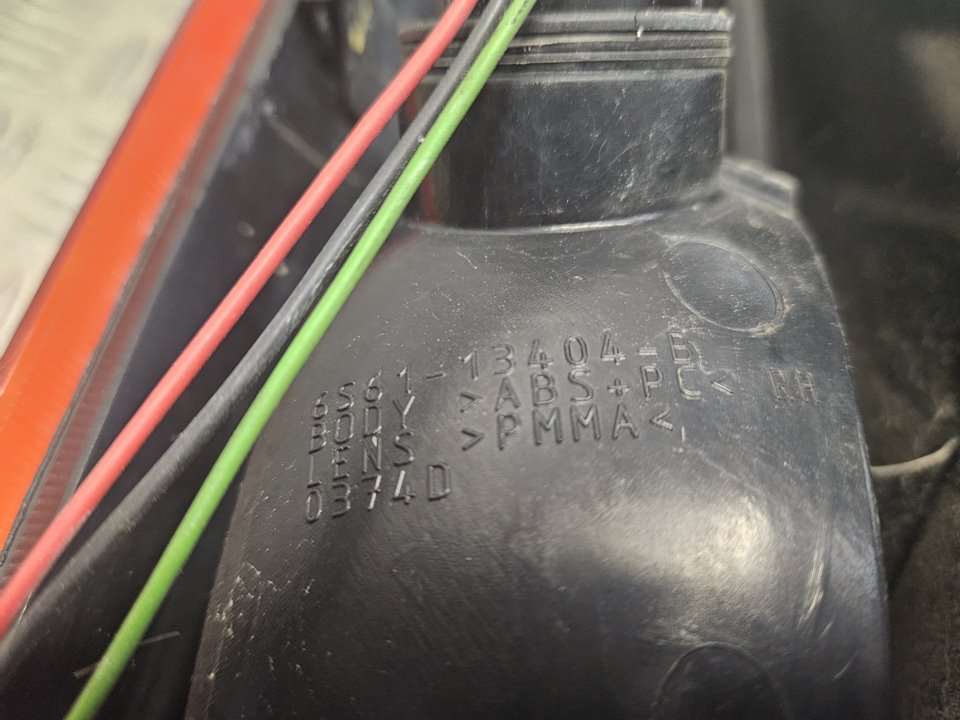 6S61-13404-B RH
BODY >ABS+PC<
LENS >PMMA<
0374D